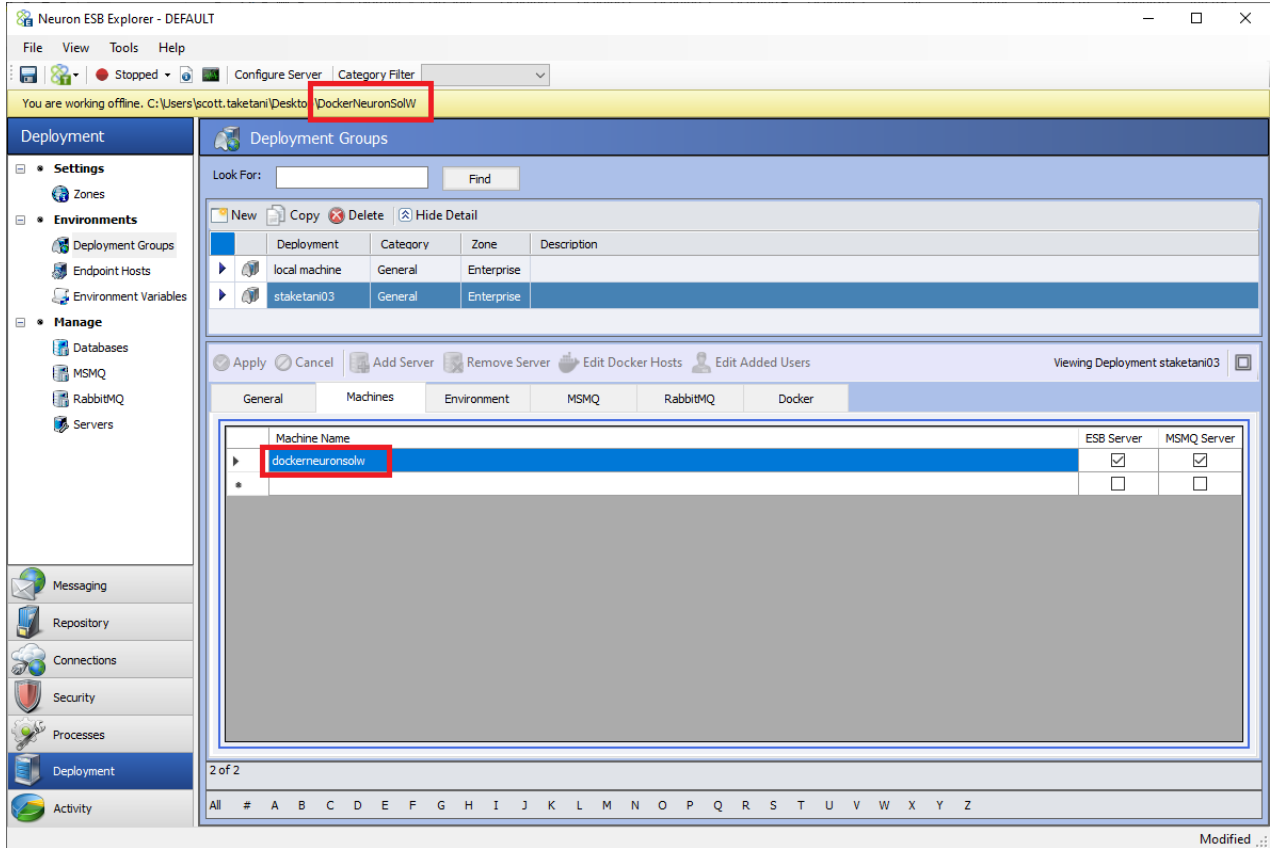 Neuron ESB Explorer - DEFAULT
File View Tools Help
Stopped Configure Server Category Filter
You are working offline. C:\Users\scott.taketani\Deskto \DockerNeuronSolW
Deployment
Settings
Zones
Environments
Deployment Groups
Endpoint Hosts
Environment Variables
Manage
Databases
MSMQ
RabbitMQ
Servers
Messaging
Repository
Connections
Security
Processes
Deployment
Activity
Deployment Groups
Look For: Find
New Copy Delete Hide Detail
Deployment Category Zone Description
local machine General Enterprise
staketani03 General Enterprise
Apply Cancel Add Server Remove Server Edit Docker Hosts Edit Added Users Viewing Deployment staketani03
General Machines Environment MSMQ RabbitMQ Docker
Machine Name ESB Server MSMQ Server
dockerneuronsolw
2 of 2
All # A B C D E F G H I J K L M N O P Q R S T U V W X Y Z
Modified